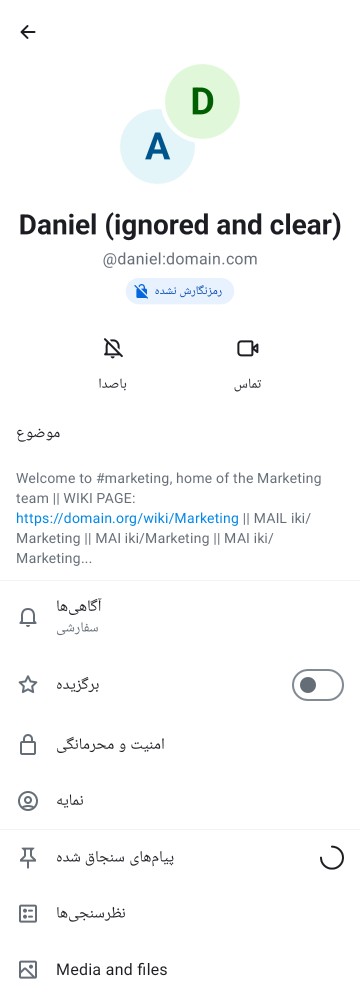 D
A
Daniel (ignored and clear)
@daniel:domain.com
رمزنگارش نشده
باصدا
تماس
موضوع
Welcome to #marketing, home of the Marketing
team || WIKI PAGE:
https://domain.org/wiki/Marketing || MAIL iki/
Marketing || MAI iki/Marketing || MAI iki/
Marketing...
آگاهی‌ها
سفارشی
برگزیده
امنیت و محرمانگی
نمایه
پیام‌های سنجاق شده
نظرسنجی‌ها
Media and files